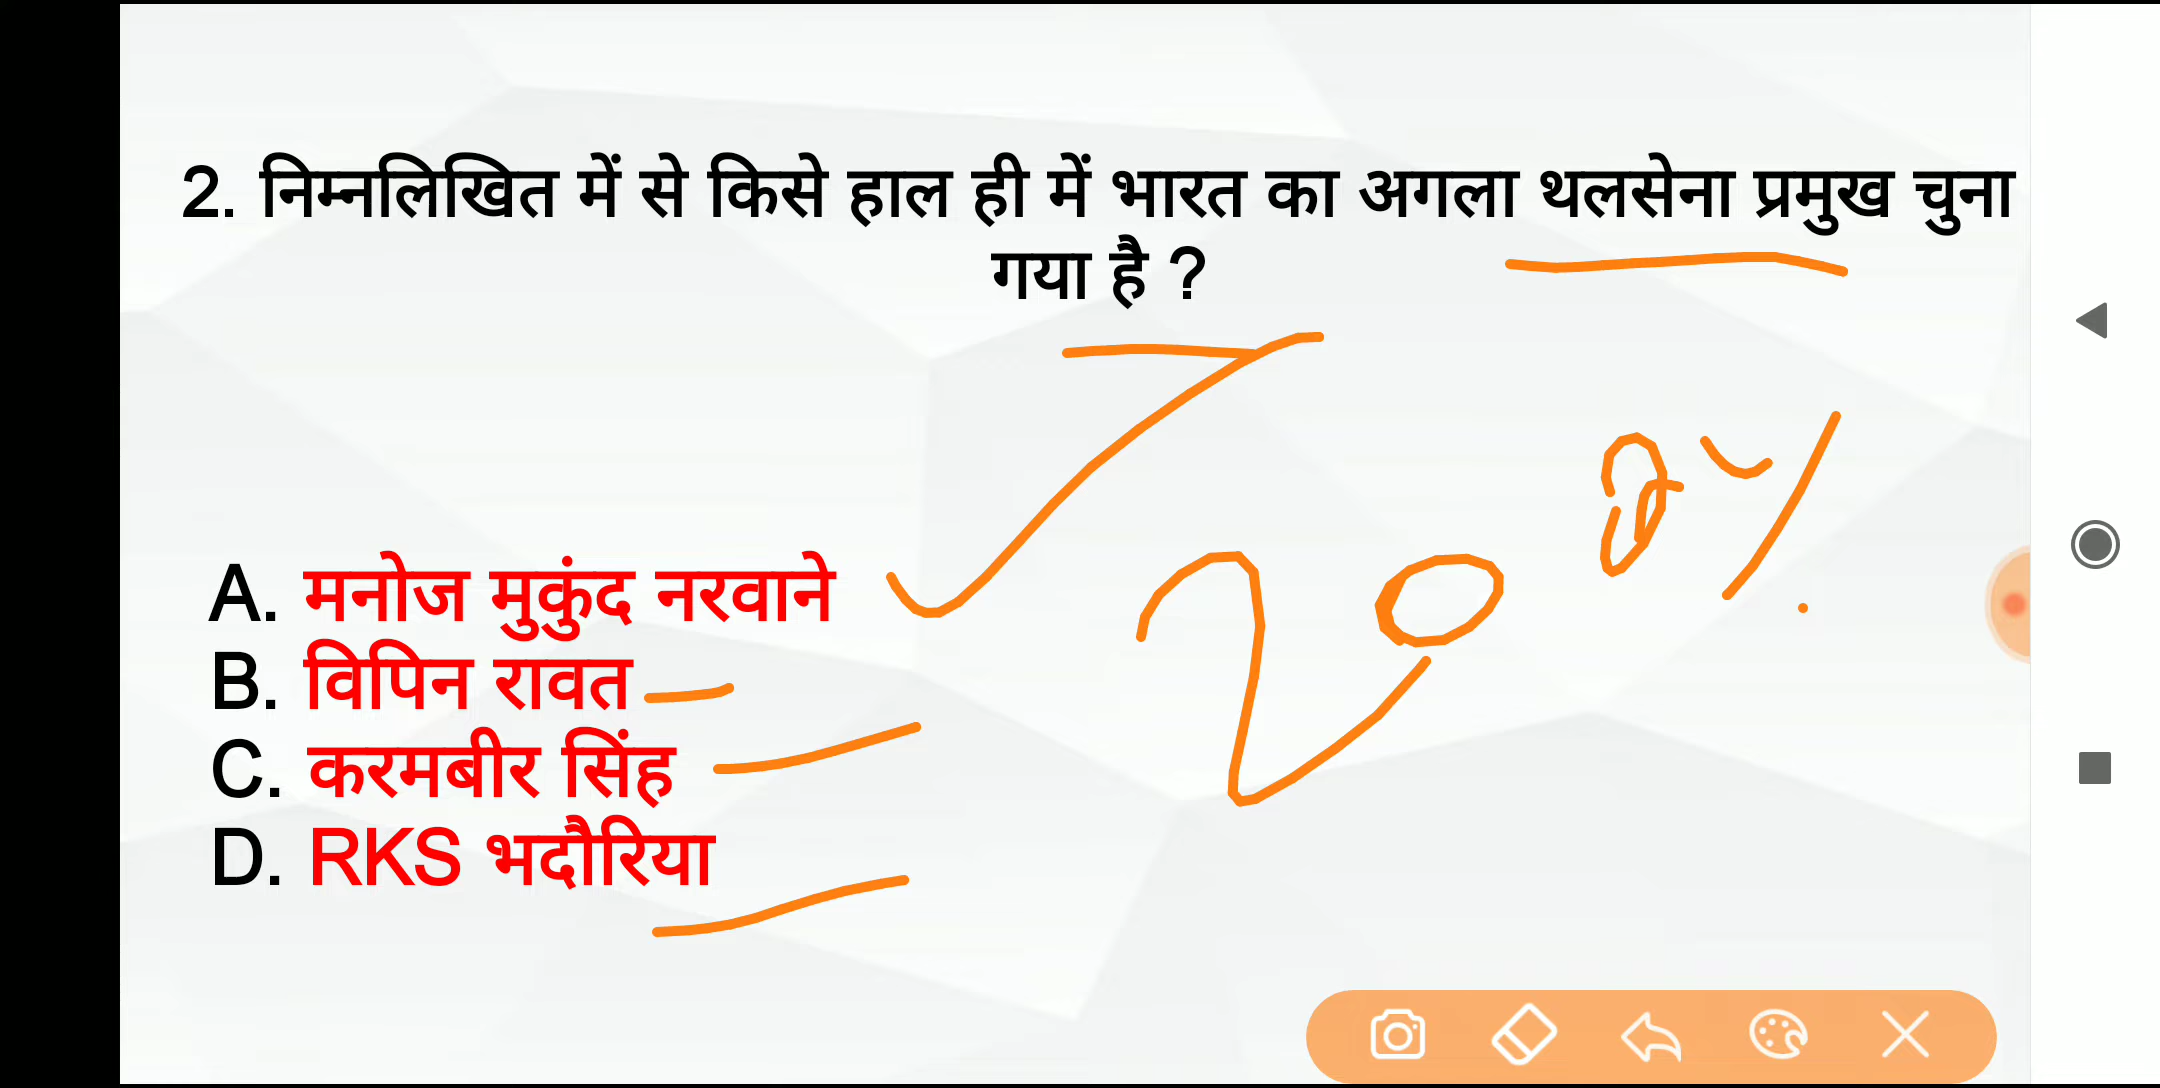 2. निम्नलिखित में से किसे हाल ही में भारत का अगला थलसेना प्रमुख चुना
गया है ?
A. मनोज मुकुंद नरवाने
B. विपिन रावत
C. करमबीर सिंह
D. RKS भदौरिया